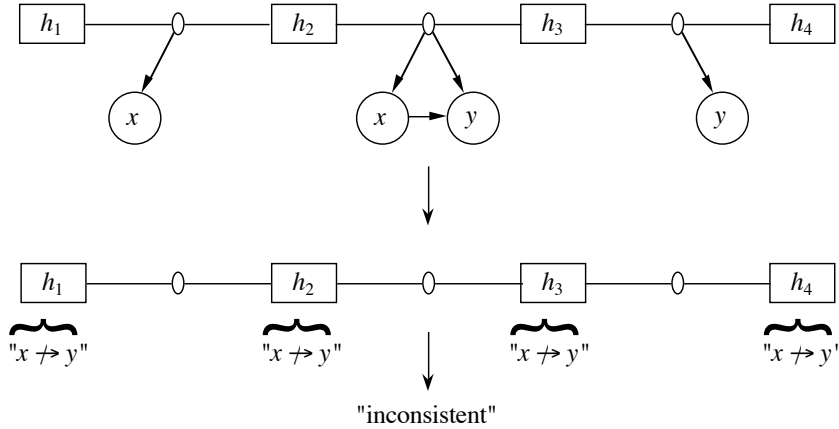 h₁ h₂ h₃ h₄
x x y y
h₁ h₂ h₃ h₄
"x ↛ y" "x ↛ y" "x ↛ y" "x ↛ y'
"inconsistent"